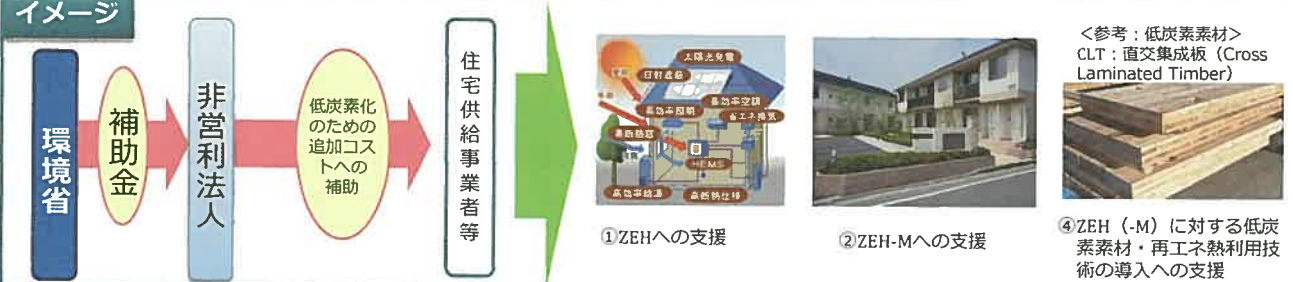 イメージ
環境省
補助金
非営利法人
低炭素化
のための
追加コス
トへの
補助
住宅供給事業者等
太陽光発電
日射遮蔽
高効率照明
高効率空調
省エネ換気
高断熱窓
HEMS
高効率給湯
高断熱仕様
①ZEHへの支援
②ZEH-Mへの支援
<参考：低炭素素材>
CLT：直交集成板（Cross
Laminated Timber）
④ZEH（-M）に対する低炭
素素材・再エネ熱利用技
術の導入への支援